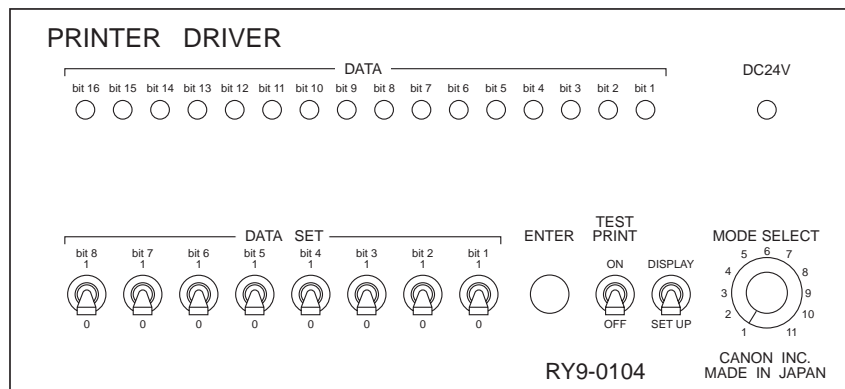 PRINTER DRIVER
DATA
DC24V
bit 16 bit 15 bit 14 bit 13 bit 12 bit 11 bit 10 bit 9 bit 8 bit 7 bit 6 bit 5 bit 4 bit 3 bit 2 bit 1
DATA SET
bit 8 bit 7 bit 6 bit 5 bit 4 bit 3 bit 2 bit 1
1 1 1 1 1 1 1 1
0 0 0 0 0 0 0 0
ENTER
TEST
PRINT
ON
OFF
DISPLAY
SET UP
MODE SELECT
1 2 3 4 5 6 7 8 9 10 11
RY9-0104
CANON INC.
MADE IN JAPAN